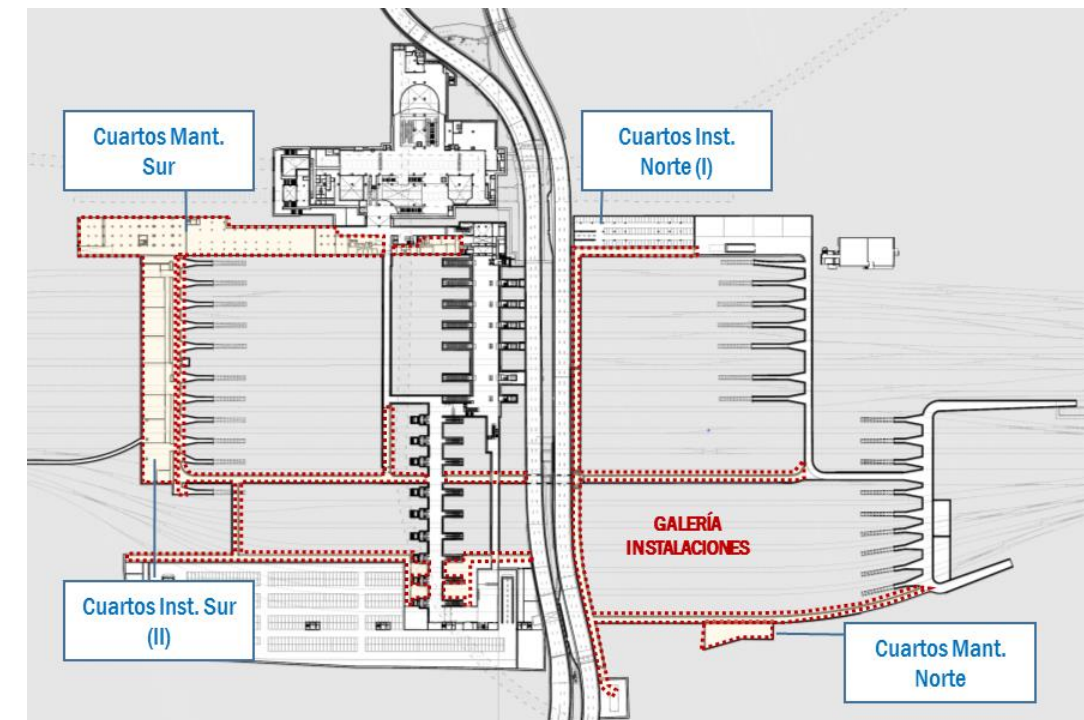 Cuartos Mant.
Sur
Cuartos Inst.
Norte (I)
GALERÍA
INSTALACIONES
Cuartos Inst. Sur
(II)
Cuartos Mant.
Norte